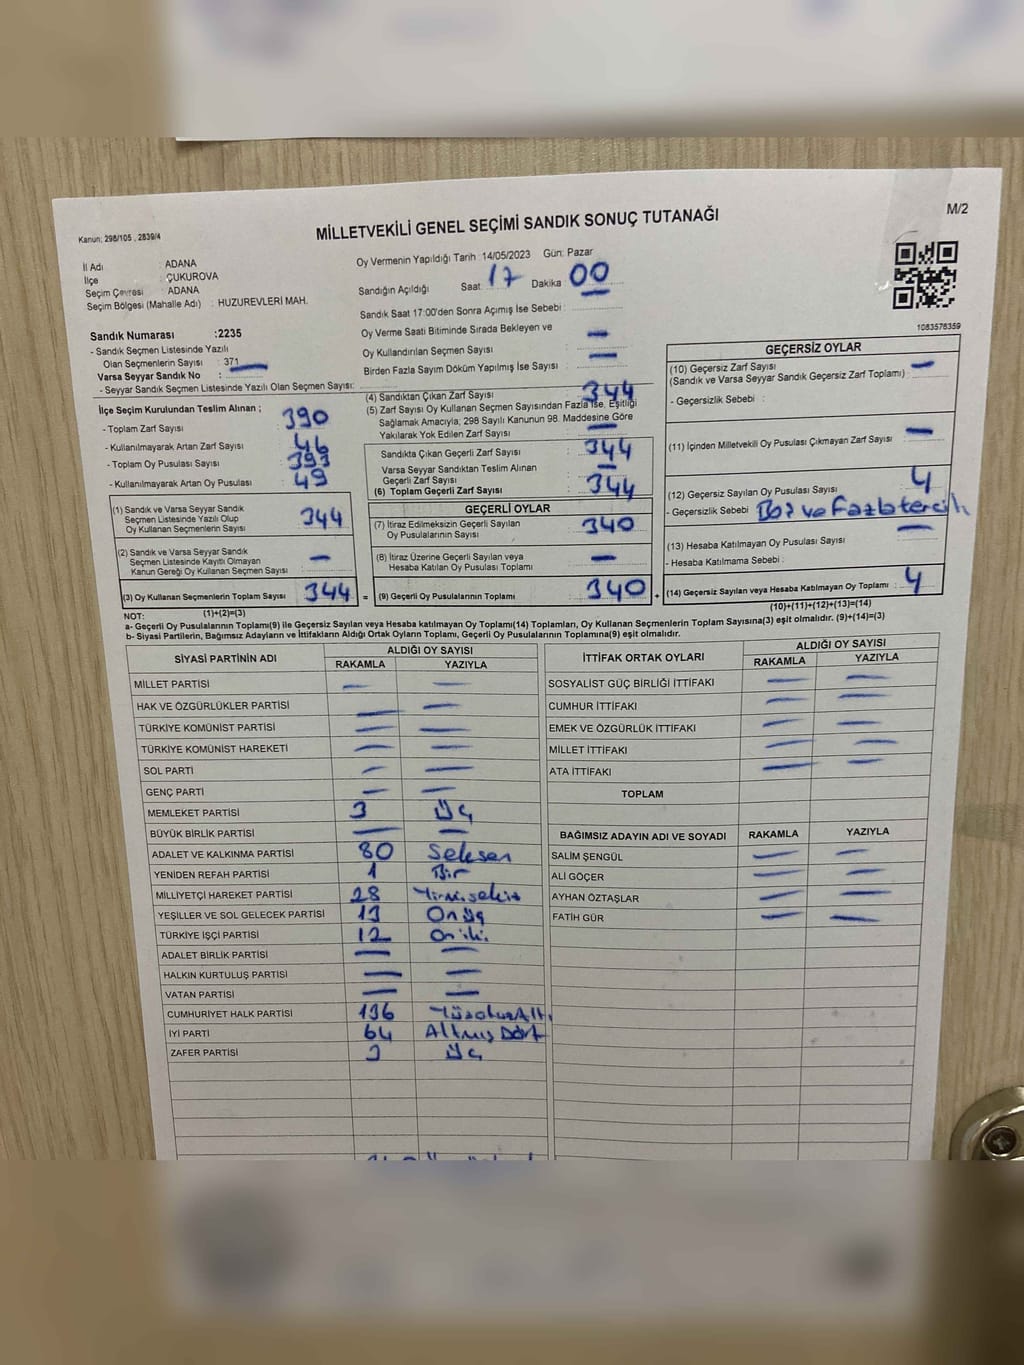 Kanun; 298/105 , 2839/4
MİLLETVEKİLİ GENEL SEÇİMİ SANDIK SONUÇ TUTANAĞI
M/2
İl Adı : ADANA
İlçe : ÇUKUROVA
Seçim Çevresi : ADANA
Seçim Bölgesi (Mahalle Adı) : HUZUREVLERİ MAH.
Oy Vermenin Yapıldığı Tarih :14/05/2023 Gün: Pazar
Sandığın Açıldığı Saat 17 Dakika 00
Sandık Saat 17:00'den Sonra Açımış İse Sebebi :
Oy Verme Saati Bitiminde Sırada Bekleyen ve
Oy Kullandırılan Seçmen Sayısı : —
Birden Fazla Sayım Döküm Yapılmış İse Sayısı : —
1083578359
Sandık Numarası :2235
- Sandık Seçmen Listesinde Yazılı
Olan Seçmenlerin Sayısı : 371
Varsa Seyyar Sandık No : —
- Seyyar Sandık Seçmen Listesinde Yazılı Olan Seçmen Sayısı:
İlçe Seçim Kurulundan Teslim Alınan ;
- Toplam Zarf Sayısı : 390
- Kullanılmayarak Artan Zarf Sayısı : 46
- Toplam Oy Pusulası Sayısı : 393
- Kullanılmayarak Artan Oy Pusulası : 49
(1) Sandık ve Varsa Seyyar Sandık
Seçmen Listesinde Yazılı Olup
Oy Kullanan Seçmenlerin Sayısı : 344
(2) Sandık ve Varsa Seyyar Sandık
Seçmen Listesinde Kayıtlı Olmayan
Kanun Gereği Oy Kullanan Seçmen Sayısı : —
(3) Oy Kullanan Seçmenlerin Toplam Sayısı : 344 =
(1)+(2)=(3)
(4) Sandıktan Çıkan Zarf Sayısı : 344
(5) Zarf Sayısı Oy Kullanan Seçmen Sayısından Fazla İse, Eşitliği
Sağlamak Amacıyla; 298 Sayılı Kanunun 98. Maddesine Göre
Yakılarak Yok Edilen Zarf Sayısı : —
Sandıkta Çıkan Geçerli Zarf Sayısı : 344
Varsa Seyyar Sandıktan Teslim Alınan
Geçerli Zarf Sayısı : —
(6) Toplam Geçerli Zarf Sayısı : 344
GEÇERLİ OYLAR
(7) İtiraz Edilmeksizin Geçerli Sayılan
Oy Pusulalarının Sayısı : 340
(8) İtiraz Üzerine Geçerli Sayılan veya
Hesaba Katılan Oy Pusulası Toplamı : —
(9) Geçerli Oy Pusulalarının Toplamı : 340 +
GEÇERSİZ OYLAR
(10) Geçersiz Zarf Sayısı : —
(Sandık ve Varsa Seyyar Sandık Geçersiz Zarf Toplamı)
- Geçersizlik Sebebi :
(11) İçinden Milletvekili Oy Pusulası Çıkmayan Zarf Sayısı : —
(12) Geçersiz Sayılan Oy Pusulası Sayısı : 4
- Geçersizlik Sebebi : Boş ve Fazla tercih
(13) Hesaba Katılmayan Oy Pusulası Sayısı : —
- Hesaba Katılmama Sebebi :
(14) Geçersiz Sayılan veya Hesaba Katılmayan Oy Toplamı : 4
(10)+(11)+(12)+(13)=(14)
NOT:
a- Geçerli Oy Pusulalarının Toplamı(9) ile Geçersiz Sayılan veya Hesaba katılmayan Oy Toplamı(14) Toplamları, Oy Kullanan Seçmenlerin Toplam Sayısına(3) eşit olmalıdır. (9)+(14)=(3)
b- Siyasi Partilerin, Bağımsız Adayların ve İttifakların Aldığı Ortak Oyların Toplamı, Geçerli Oy Pusulalarının Toplamına(9) eşit olmalıdır.
SİYASİ PARTİNİN ADI ALDIĞI OY SAYISI
RAKAMLA YAZIYLA
MİLLET PARTİSİ — —
HAK VE ÖZGÜRLÜKLER PARTİSİ — —
TÜRKİYE KOMÜNİST PARTİSİ — —
TÜRKİYE KOMÜNİST HAREKETİ — —
SOL PARTİ — —
GENÇ PARTİ — —
MEMLEKET PARTİSİ 3 Üç
BÜYÜK BİRLİK PARTİSİ — —
ADALET VE KALKINMA PARTİSİ 80 Seksen
YENİDEN REFAH PARTİSİ 1 Bir
MİLLİYETÇİ HAREKET PARTİSİ 28 Yirmisekiz
YEŞİLLER VE SOL GELECEK PARTİSİ 13 Onüç
TÜRKİYE İŞÇİ PARTİSİ 12 Oniki
ADALET BİRLİK PARTİSİ — —
HALKIN KURTULUŞ PARTİSİ — —
VATAN PARTİSİ — —
CUMHURİYET HALK PARTİSİ 136 Yüzotuzaltı
İYİ PARTİ 64 Altmış Dört
ZAFER PARTİSİ 3 Üç
İTTİFAK ORTAK OYLARI ALDIĞI OY SAYISI
RAKAMLA YAZIYLA
SOSYALİST GÜÇ BİRLİĞİ İTTİFAKI — —
CUMHUR İTTİFAKI — —
EMEK VE ÖZGÜRLÜK İTTİFAKI — —
MİLLET İTTİFAKI — —
ATA İTTİFAKI — —
TOPLAM
BAĞIMSIZ ADAYIN ADI VE SOYADI RAKAMLA YAZIYLA
SALİM ŞENGÜL — —
ALİ GÖÇER — —
AYHAN ÖZTAŞLAR — —
FATİH GÜR — —